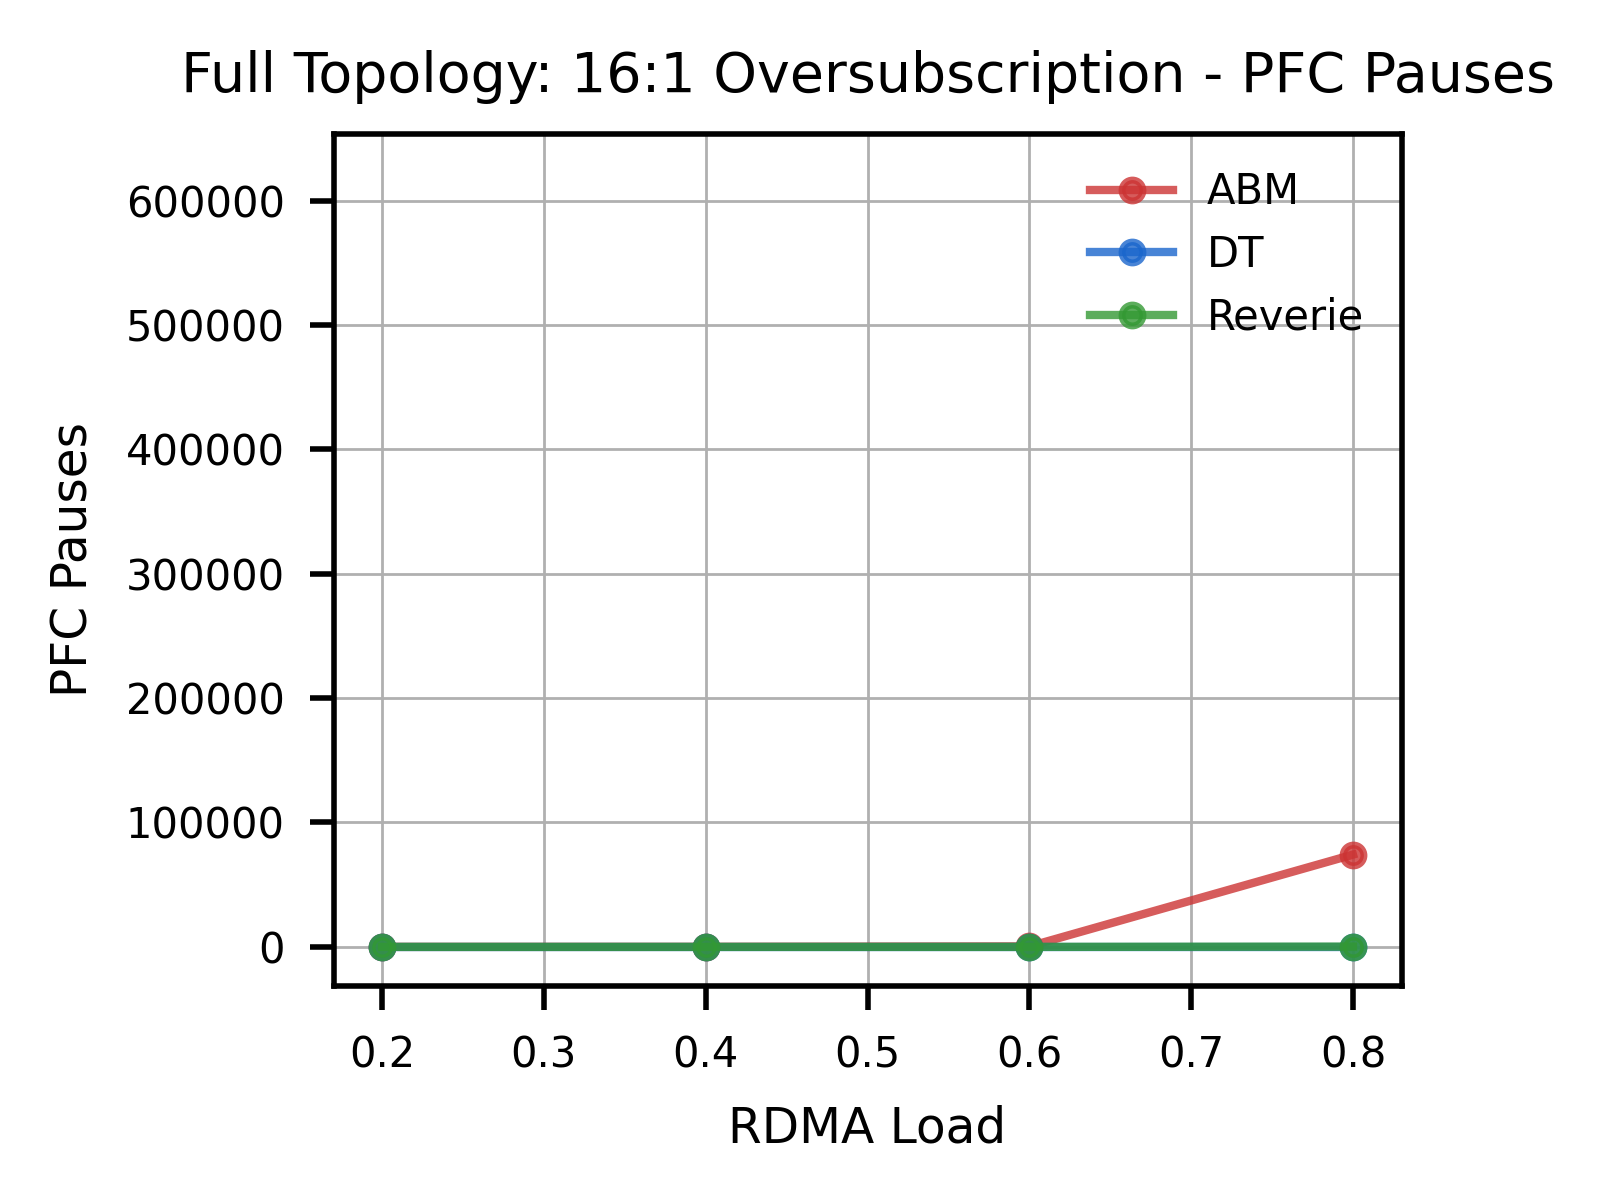 Full Topology: 16:1 Oversubscription - PFC Pauses
ABM
DT
Reverie
PFC Pauses
600000
500000
400000
300000
200000
100000
0
0.2 0.3 0.4 0.5 0.6 0.7 0.8
RDMA Load